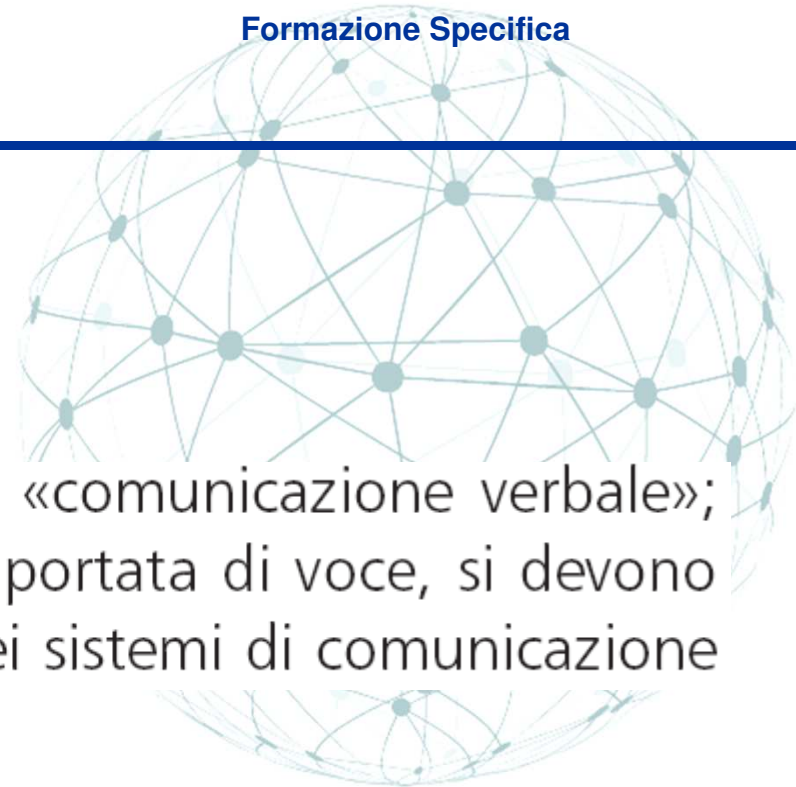 Formazione Specifica
«comunicazione verbale»;
portata di voce, si devono
ei sistemi di comunicazione